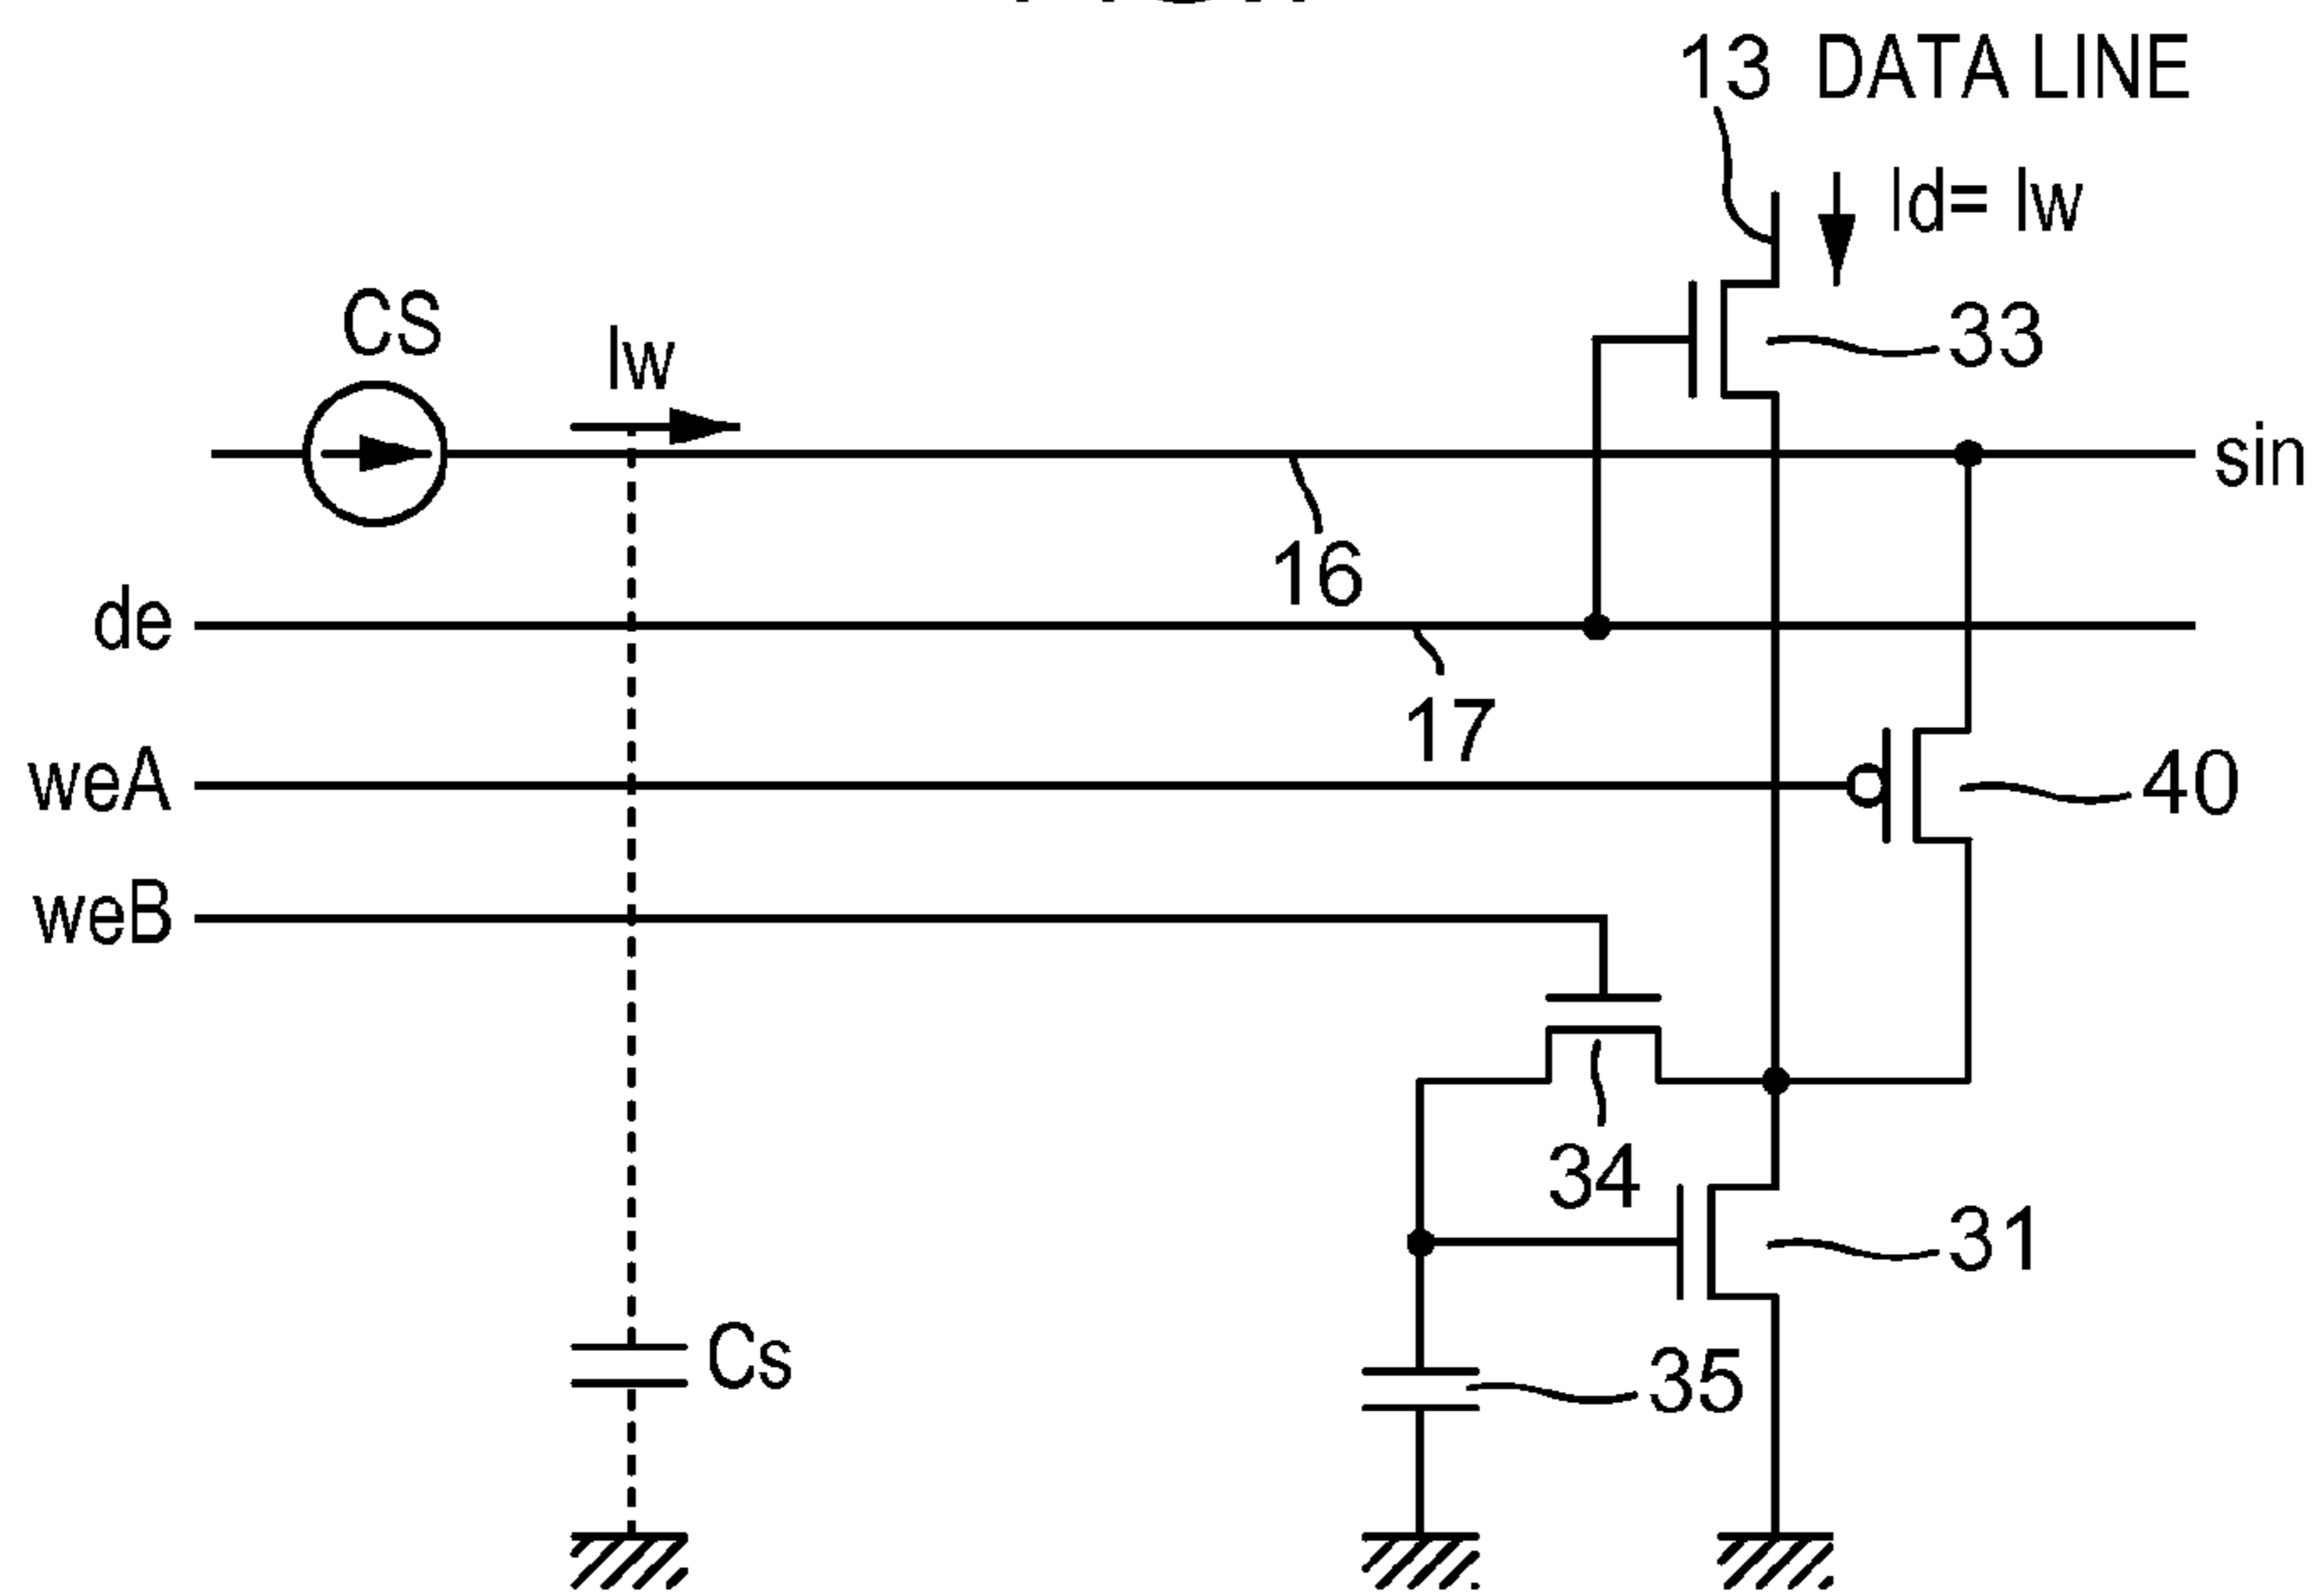 13 DATA LINE
Id= Iw
CS
Iw
33
sin
16
de
17
weA
40
weB
34
31
Cs
35